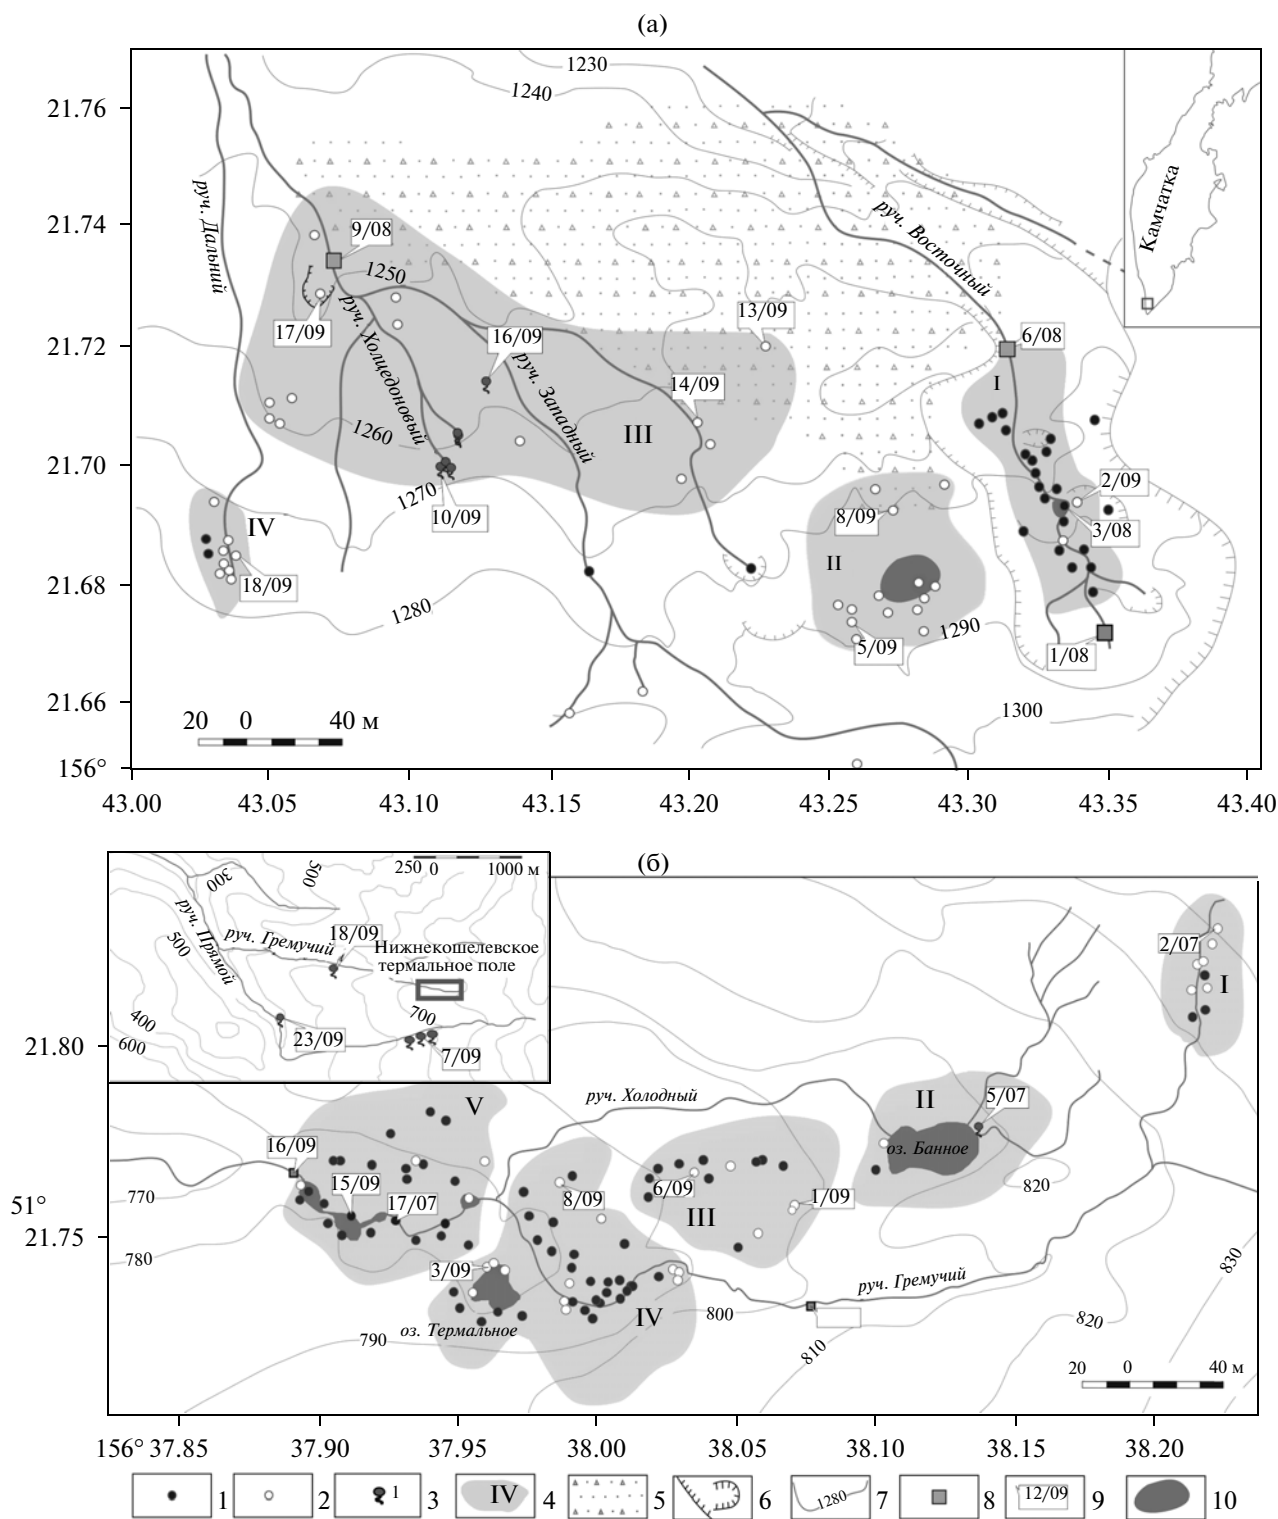 (а)
1230
1240
21.76
21.74
21.72
21.70
21.68
21.66
156°
43.00 43.05 43.10 43.15 43.20 43.25 43.30 43.35 43.40
руч. Дальний
9/08
1250
17/09
руч. Холцедоновый
16/09
руч. Западный
13/09
14/09
III
1260
1270
10/09
IV
18/09
1280
руч. Восточный
6/08
I
2/09
3/08
8/09
II
5/09
1290
1/08
1300
Камчатка
20 0 40 м
(б)
250 0 1000 м
300
500
руч. Прямой
500
руч. Гремучий
18/09
Нижнекошелевское
термальное поле
700
400
600
23/09
7/09
21.80
51°
21.75
156° 37.85 37.90 37.95 38.00 38.05 38.10 38.15 38.20
2/07
I
V
руч. Холодный
II
5/07
оз. Банное
16/09
15/09
17/07
8/09
6/09
III
1/09
820
770
780
3/09
830
руч. Гремучий
IV
800
оз. Термальное
790
810
820
20 0 40 м
1
2
1 3
IV 4
5
6
1280 7
8
12/09 9
10